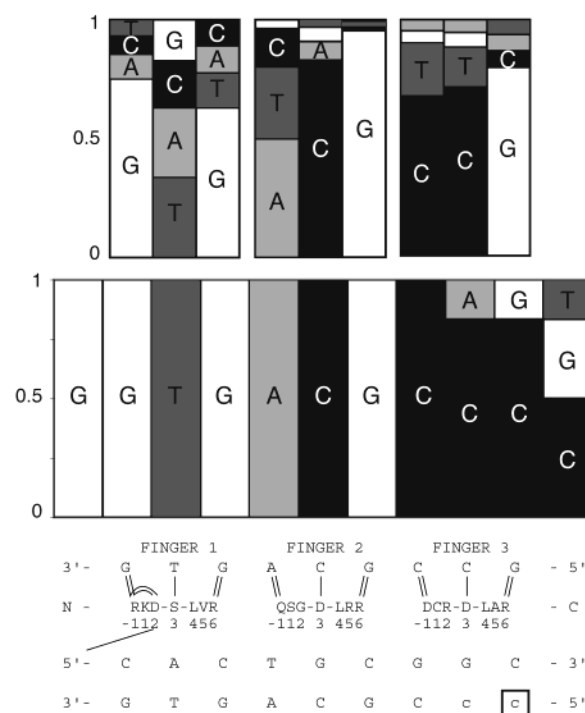 1
T C G C C A
A C A T T A T T C
0.5 A T C G
G T G A C C G
0
1 A G T
G
0.5 G G T G A C G C C C
C
0
FINGER 1 FINGER 2 FINGER 3
3'- G T G A C G C C G - 5'
N - RKD-S-LVR QSG-D-LRR DCR-D-LAR - C
-112 3 456 -112 3 456 -112 3 456
5'- C A C T G C G G C - 3'
3'- G T G A C G C c c - 5'